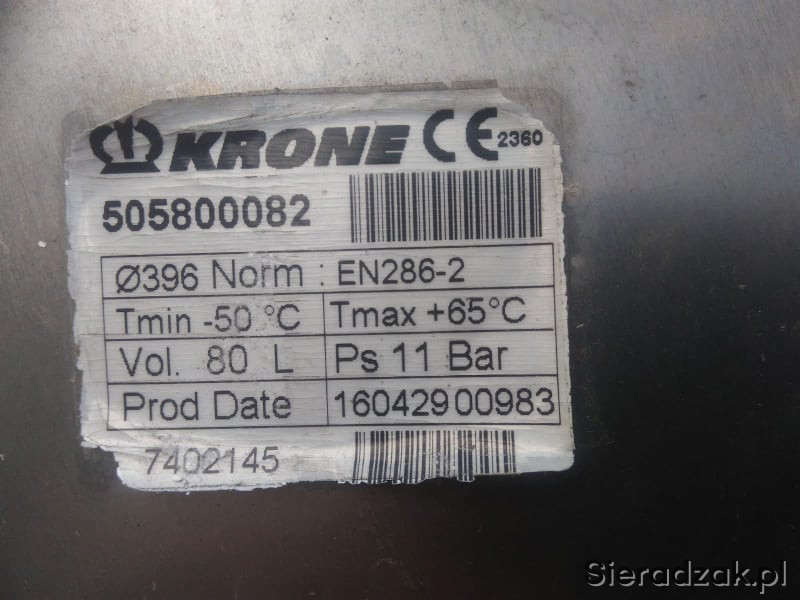 KRONE CE 2360
505800082
Ø396 Norm : EN286-2
Tmin -50 °C Tmax +65°C
Vol. 80 L Ps 11 Bar
Prod Date 16042900983
7402145
Sieradzak.pl